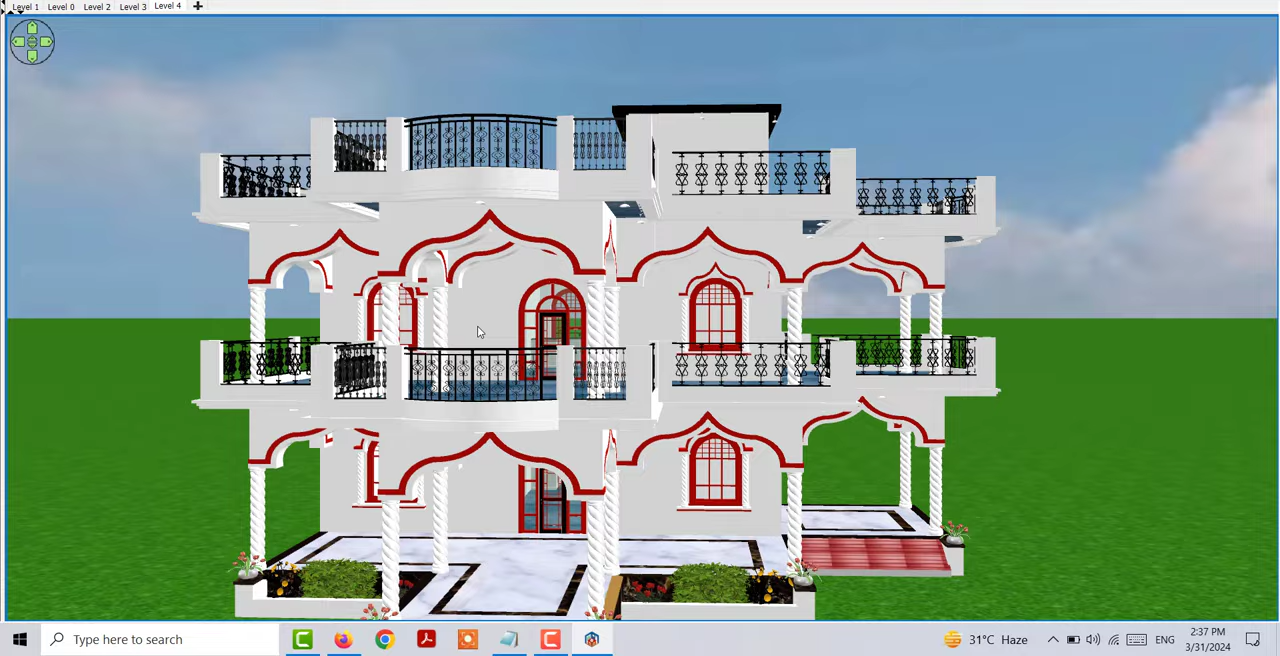 Level 1 Level 0 Level 2 Level 3 Level 4
Type here to search
31°C Haze
ENG
2:37 PM
3/31/2024